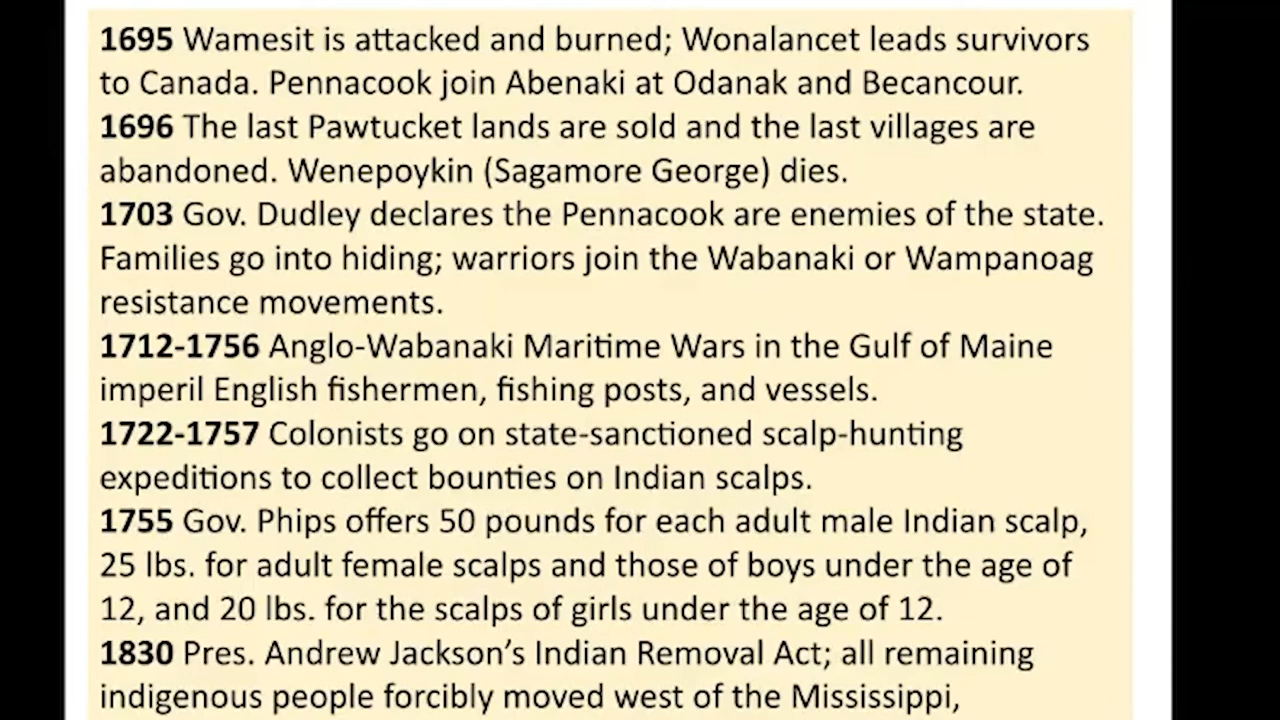 1695 Wamesit is attacked and burned; Wonalancet leads survivors
to Canada. Pennacook join Abenaki at Odanak and Becancour.
1696 The last Pawtucket lands are sold and the last villages are
abandoned. Wenepoykin (Sagamore George) dies.
1703 Gov. Dudley declares the Pennacook are enemies of the state.
Families go into hiding; warriors join the Wabanaki or Wampanoag
resistance movements.
1712-1756 Anglo-Wabanaki Maritime Wars in the Gulf of Maine
imperil English fishermen, fishing posts, and vessels.
1722-1757 Colonists go on state-sanctioned scalp-hunting
expeditions to collect bounties on Indian scalps.
1755 Gov. Phips offers 50 pounds for each adult male Indian scalp,
25 lbs. for adult female scalps and those of boys under the age of
12, and 20 lbs. for the scalps of girls under the age of 12.
1830 Pres. Andrew Jackson’s Indian Removal Act; all remaining
indigenous people forcibly moved west of the Mississippi,